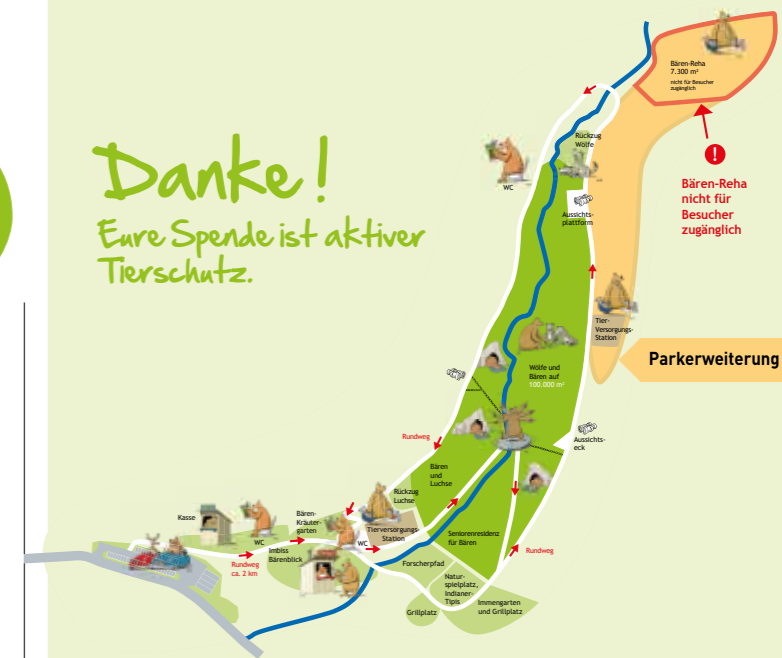 Danke!
Eure Spende ist aktiver
Tierschutz.
Bären-Reha
7.300 m²
nicht für Besucher
zugänglich
!
Bären-Reha
nicht für
Besucher
zugänglich
Rückzug
Wölfe
WC
Aussichts-
plattform
Tier-
Versorgungs-
Station
Parkerweiterung
Wölfe und
Bären auf
100.000 m²
Rundweg
Aussichts-
eck
Bären
und
Luchse
Rückzug
Luchse
Kasse
WC
Bären-
Kräuter-
garten
WC
Tierversorgungs-
Station
Seniorenresidenz
für Bären
Rundweg
Rundweg
ca. 2 km
Imbiss
Bärenblick
Forscherpfad
Natur-
spielplatz,
Indianer-
Tipis
Grillplatz
Immengarten
und Grillplatz